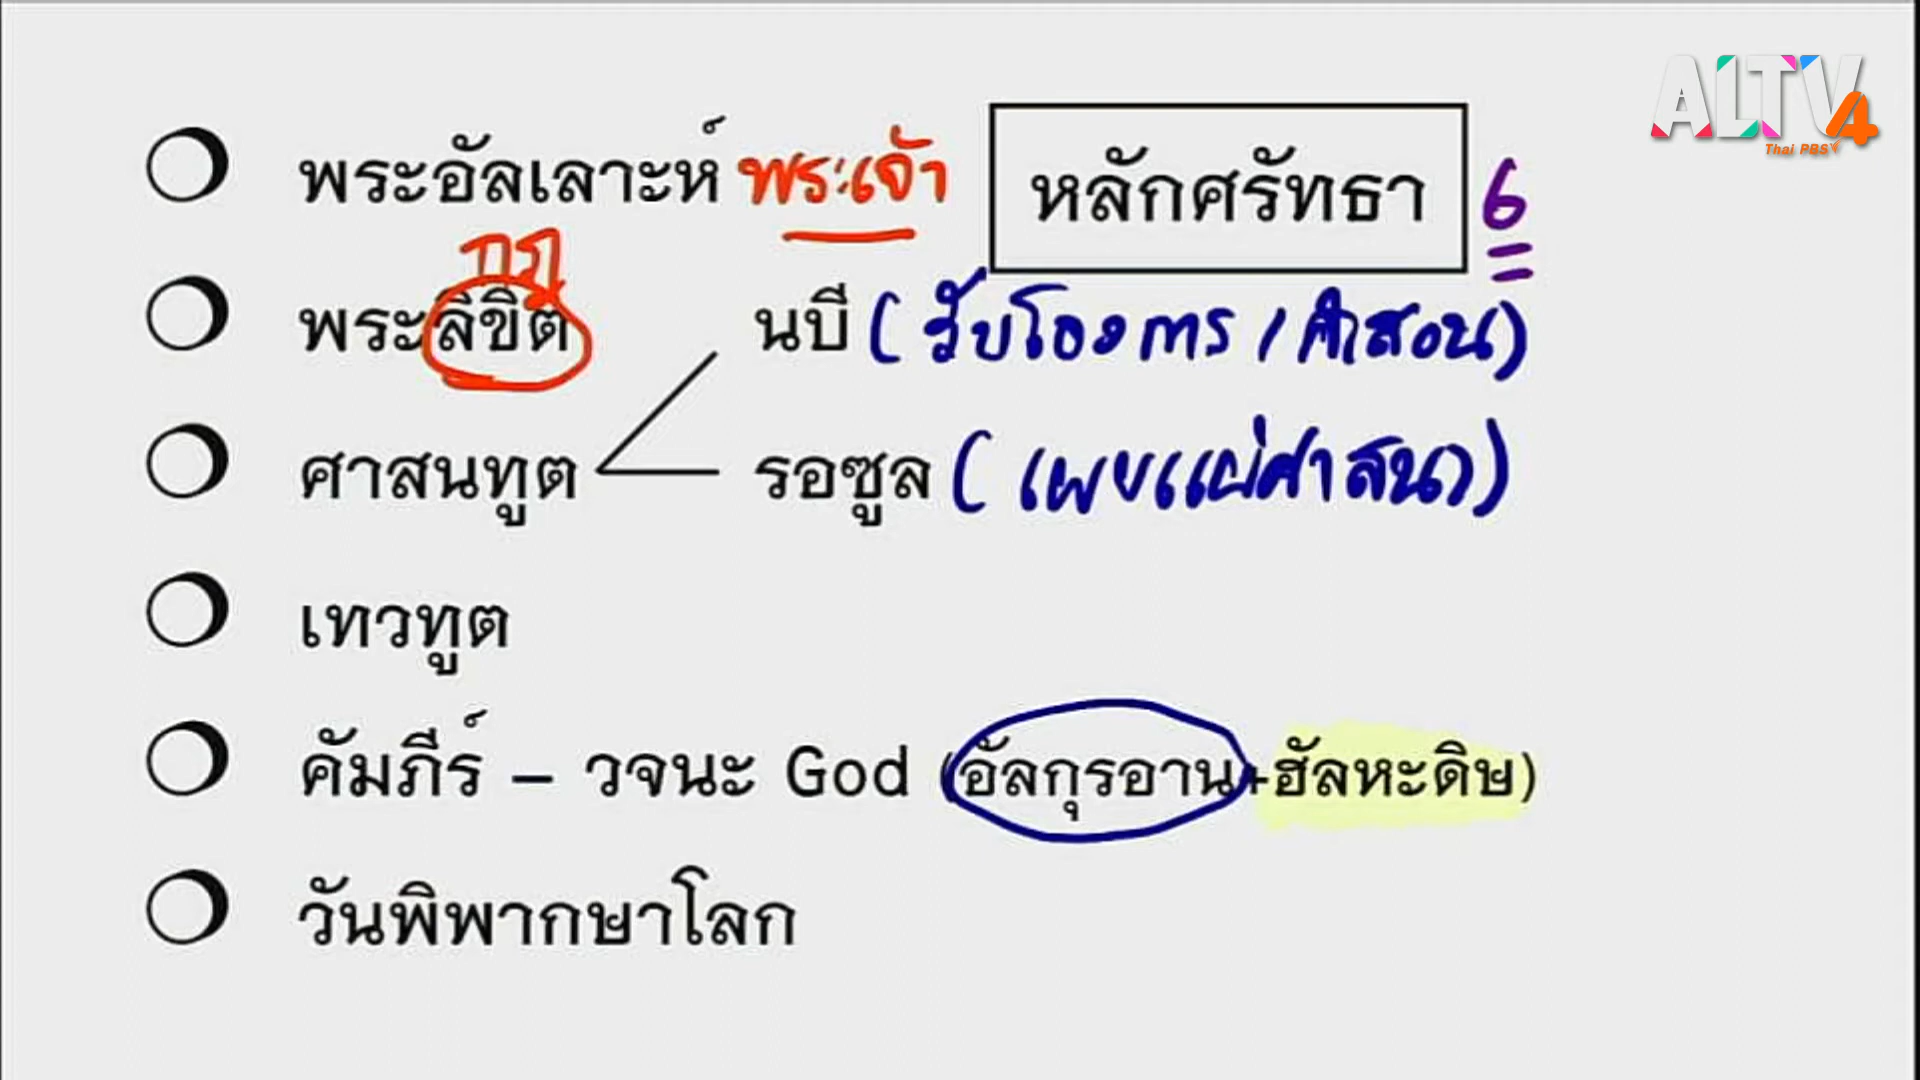 ALTV4
Thai PBS
พระอัลเลาะห์ พระเจ้า หลักศรัทธา 6
กฎ
พระลิขิต นบี (รับโองการ / คำสอน)
ศาสนทูต รอซูล (เผยแผ่ศาสนา)
เทวทูต
คัมภีร์ – วจนะ God (อัลกุรอาน+ฮัลหะดิษ)
วันพิพากษาโลก